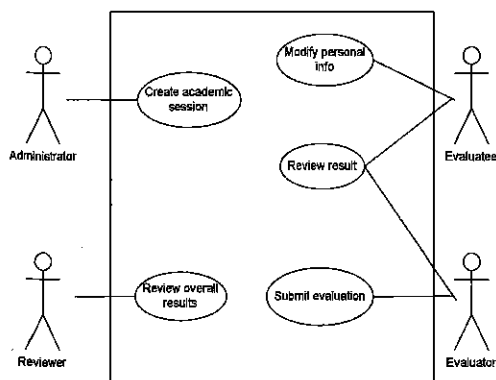 Modify personal
info
Create academic
session
Administrator
Evaluatee
Review result
Review overall
results
Submit evaluation
Reviewer
Evaluator